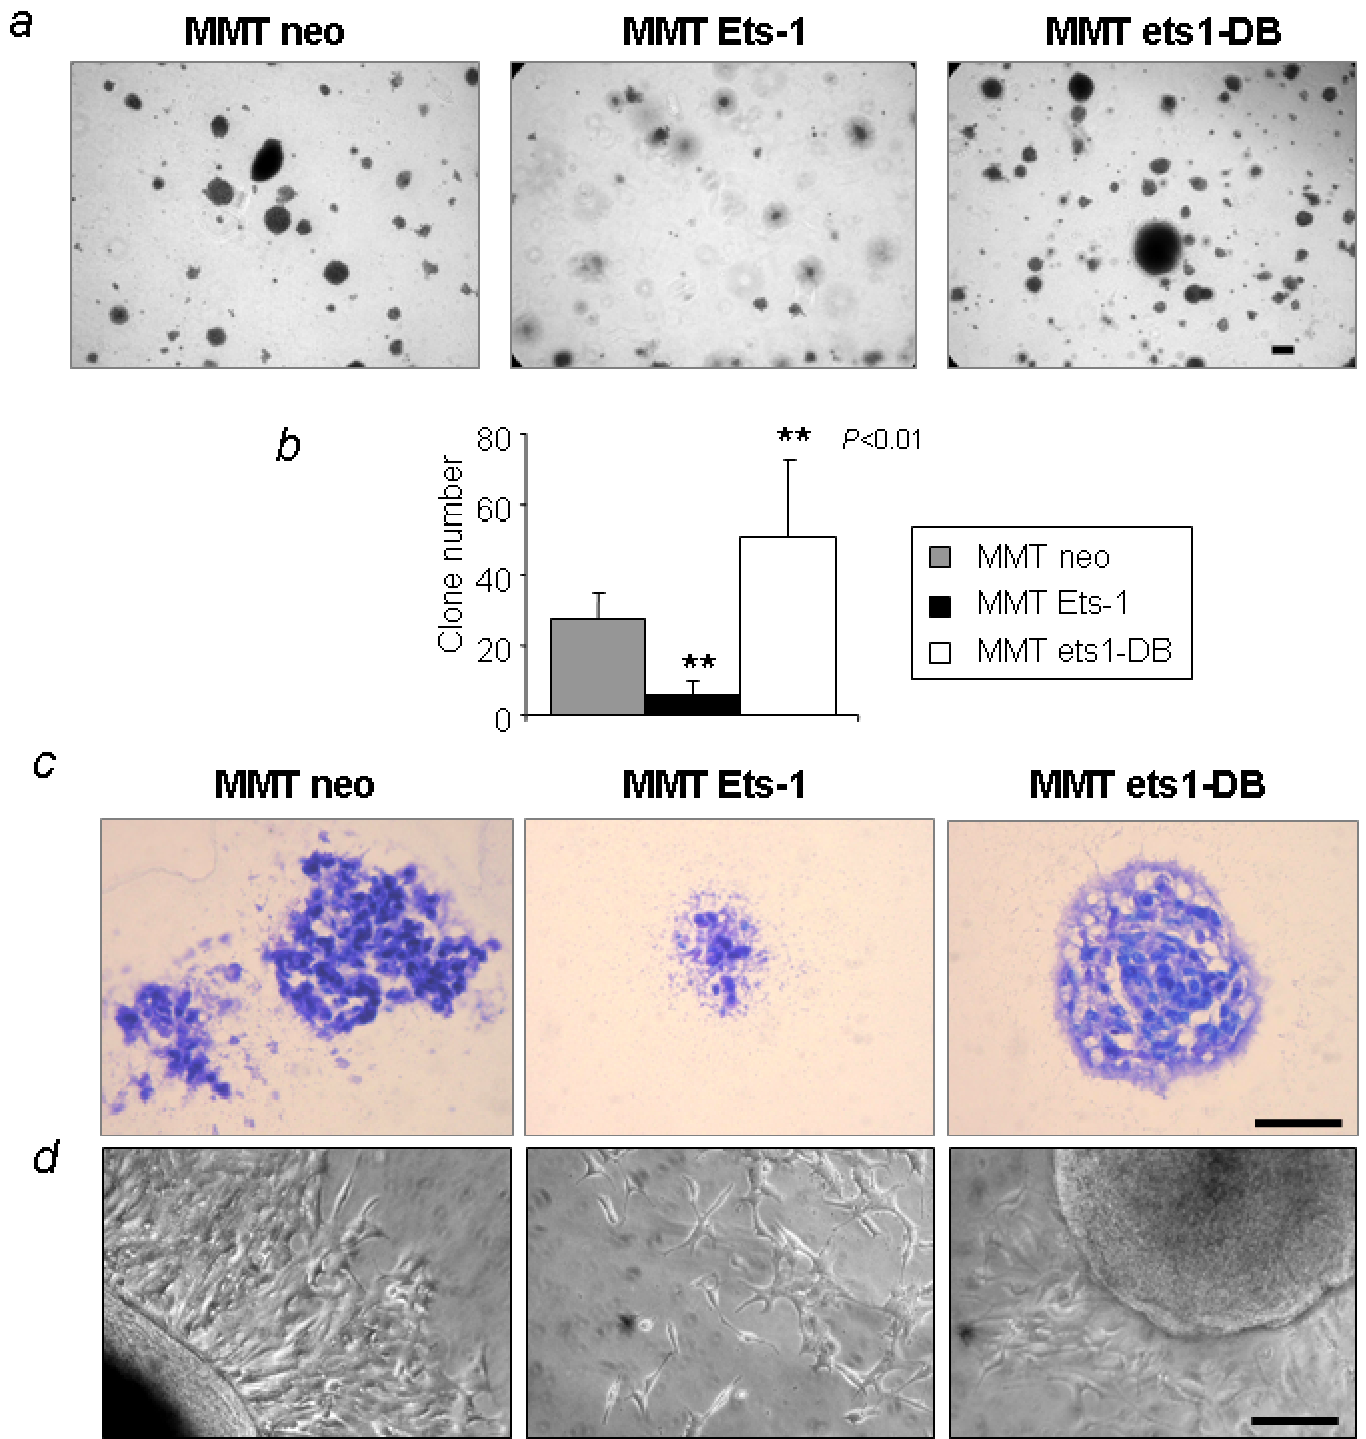 a
MMT neo
MMT Ets-1
MMT ets1-DB
b
80
60
40
20
0
Clone number
**
**
P<0.01
MMT neo
MMT Ets-1
MMT ets1-DB
c
MMT neo
MMT Ets-1
MMT ets1-DB
d